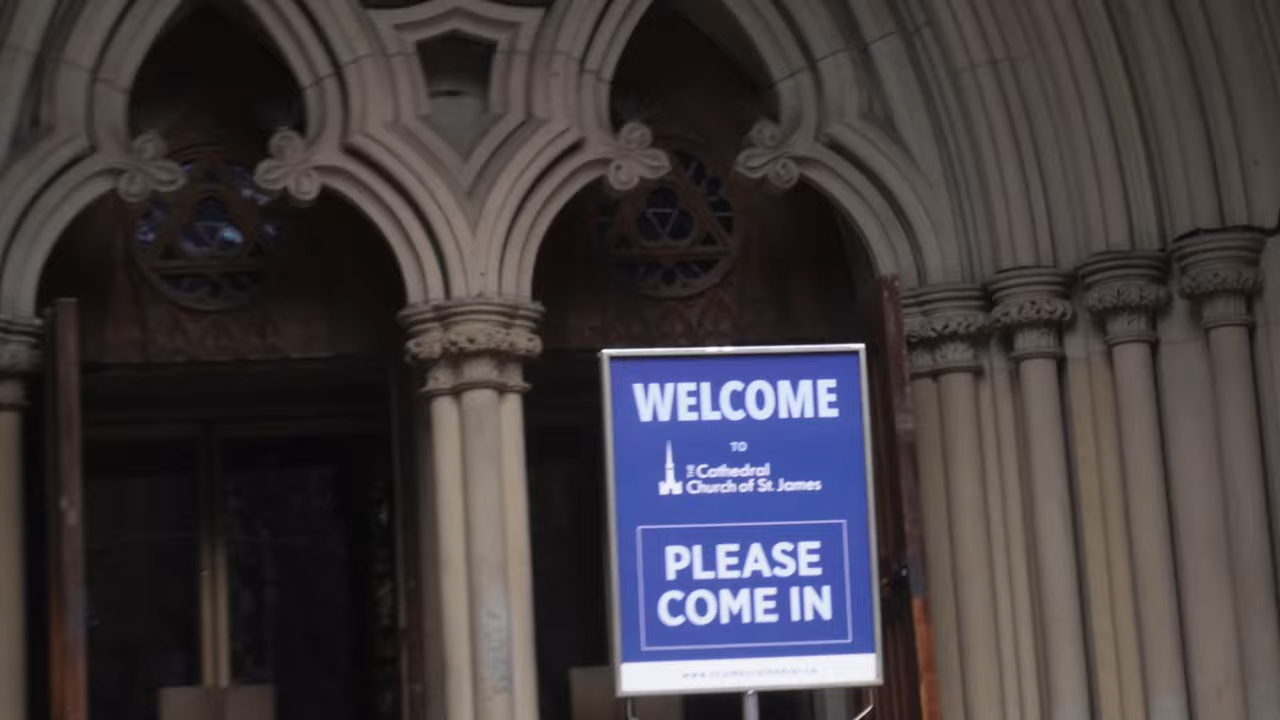 WELCOME
TO
THE Cathedral
Church of St. James
PLEASE
COME IN